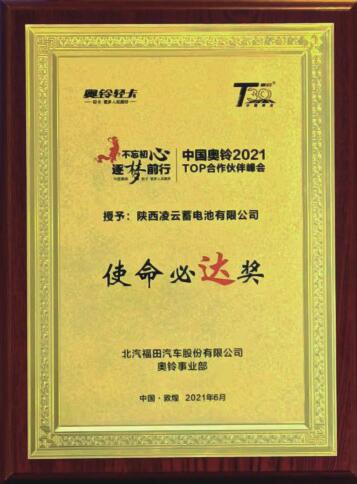 奥铃轻卡
T30
不忘初心
逐梦前行
中国奥铃2021
TOP合作伙伴峰会
授予：陕西凌云蓄电池有限公司
使命必达奖
北汽福田汽车股份有限公司
奥铃事业部
中国·敦煌 2021年6月